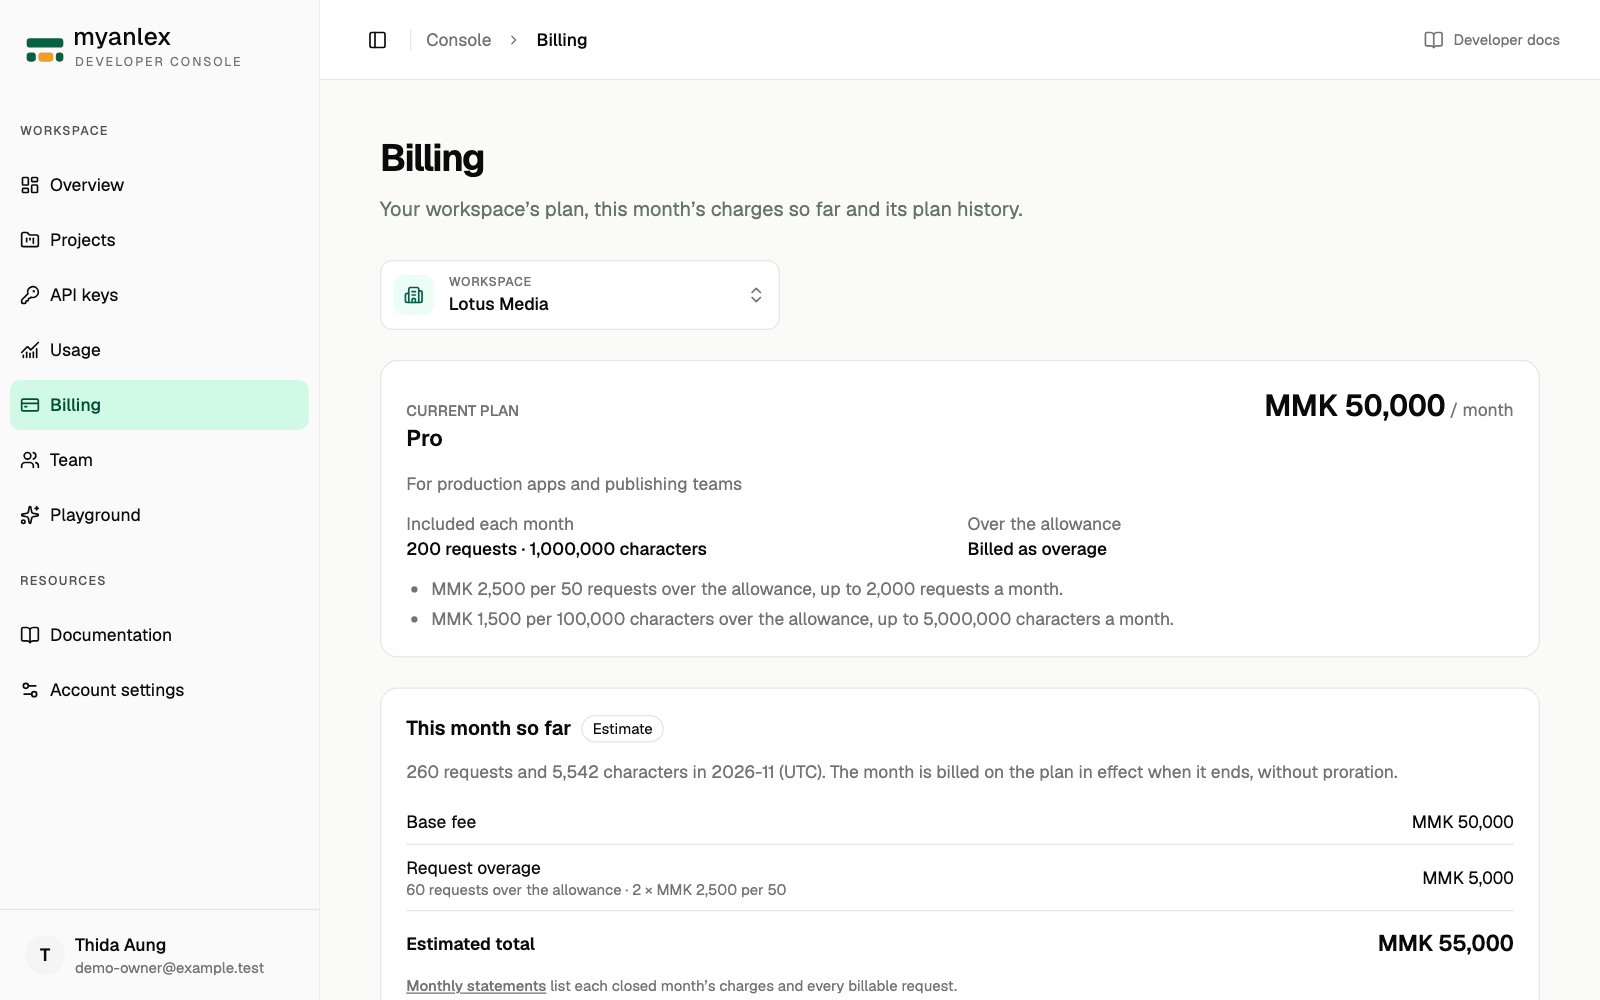 myanlex
DEVELOPER CONSOLE
WORKSPACE
Overview
Projects
API keys
Usage
Billing
Team
Playground
RESOURCES
Documentation
Account settings
T
Thida Aung
demo-owner@example.test
Console
Billing
Developer docs
Billing
Your workspace’s plan, this month’s charges so far and its plan history.
WORKSPACE
Lotus Media
CURRENT PLAN
MMK 50,000 / month
Pro
For production apps and publishing teams
Included each month
200 requests · 1,000,000 characters
Over the allowance
Billed as overage
• MMK 2,500 per 50 requests over the allowance, up to 2,000 requests a month.
• MMK 1,500 per 100,000 characters over the allowance, up to 5,000,000 characters a month.
This month so far Estimate
260 requests and 5,542 characters in 2026-11 (UTC). The month is billed on the plan in effect when it ends, without proration.
Base fee MMK 50,000
Request overage
60 requests over the allowance · 2 × MMK 2,500 per 50
MMK 5,000
Estimated total MMK 55,000
Monthly statements list each closed month’s charges and every billable request.